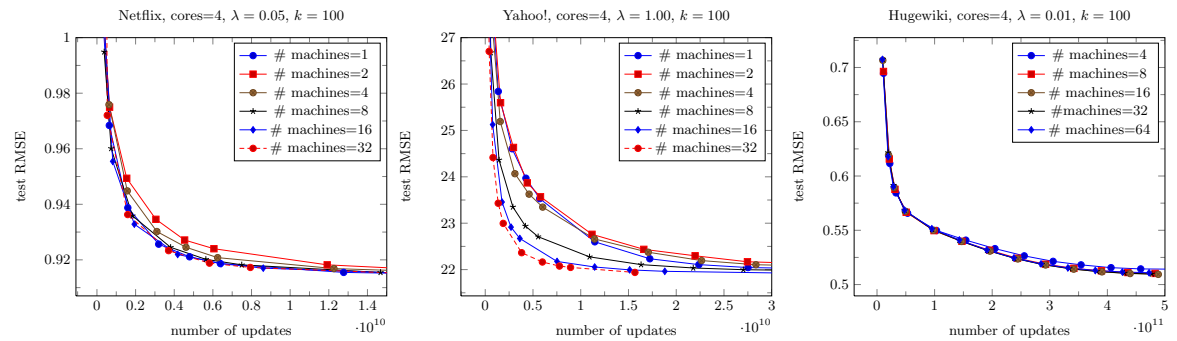 Netflix, cores=4, λ = 0.05, k = 100
1
0.98
0.96
0.94
0.92
test RMSE
# machines=1
# machines=2
# machines=4
# machines=8
# machines=16
# machines=32
0 0.2 0.4 0.6 0.8 1 1.2 1.4
·10^10
number of updates
Yahoo!, cores=4, λ = 1.00, k = 100
27
26
25
24
23
22
test RMSE
# machines=1
# machines=2
# machines=4
# machines=8
# machines=16
# machines=32
0 0.5 1 1.5 2 2.5 3
·10^10
number of updates
Hugewiki, cores=4, λ = 0.01, k = 100
0.7
0.65
0.6
0.55
0.5
test RMSE
# machines=4
# machines=8
# machines=16
#machines=32
# machines=64
0 1 2 3 4 5
·10^11
number of updates